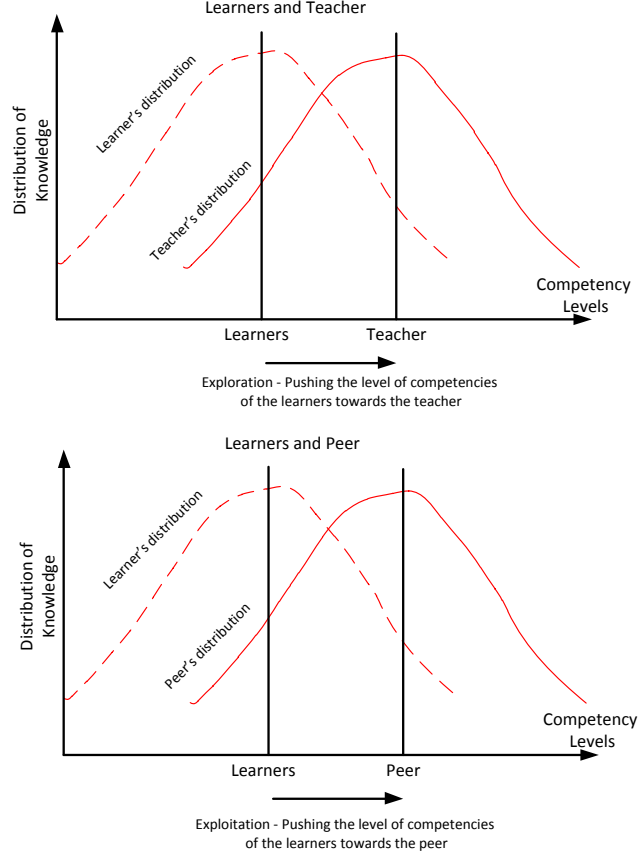 Learners and Teacher
Distribution of
Knowledge
Learner's distribution
Teacher's distribution
Competency
Levels
Learners
Teacher
Exploration - Pushing the level of competencies
of the learners towards the teacher
Learners and Peer
Distribution of
Knowledge
Learner's distribution
Peer's distribution
Competency
Levels
Learners
Peer
Exploitation - Pushing the level of competencies
of the learners towards the peer